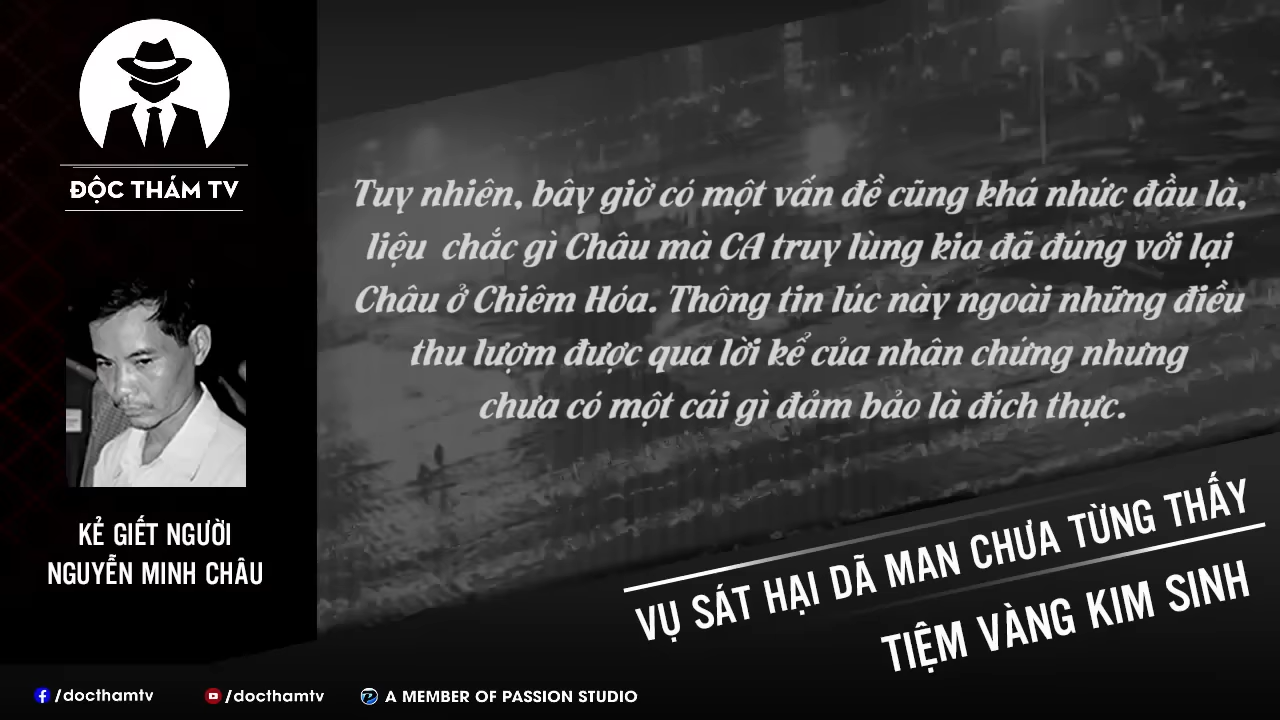 ĐỘC THÁM TV
Tuy nhiên, bây giờ có một vấn đề cũng khá nhức đầu là,
liệu chắc gì Châu mà CA truy lùng kia đã đúng với lại
Châu ở Chiêm Hóa. Thông tin lúc này ngoài những điều
thu lượm được qua lời kể của nhân chứng nhưng
chưa có một cái gì đảm bảo là đích thực.
KẺ GIẾT NGƯỜI
NGUYỄN MINH CHÂU
VỤ SÁT HẠI DÃ MAN CHƯA TỪNG THẤY
TIỆM VÀNG KIM SINH
/docthamtv
/docthamtv
A MEMBER OF PASSION STUDIO